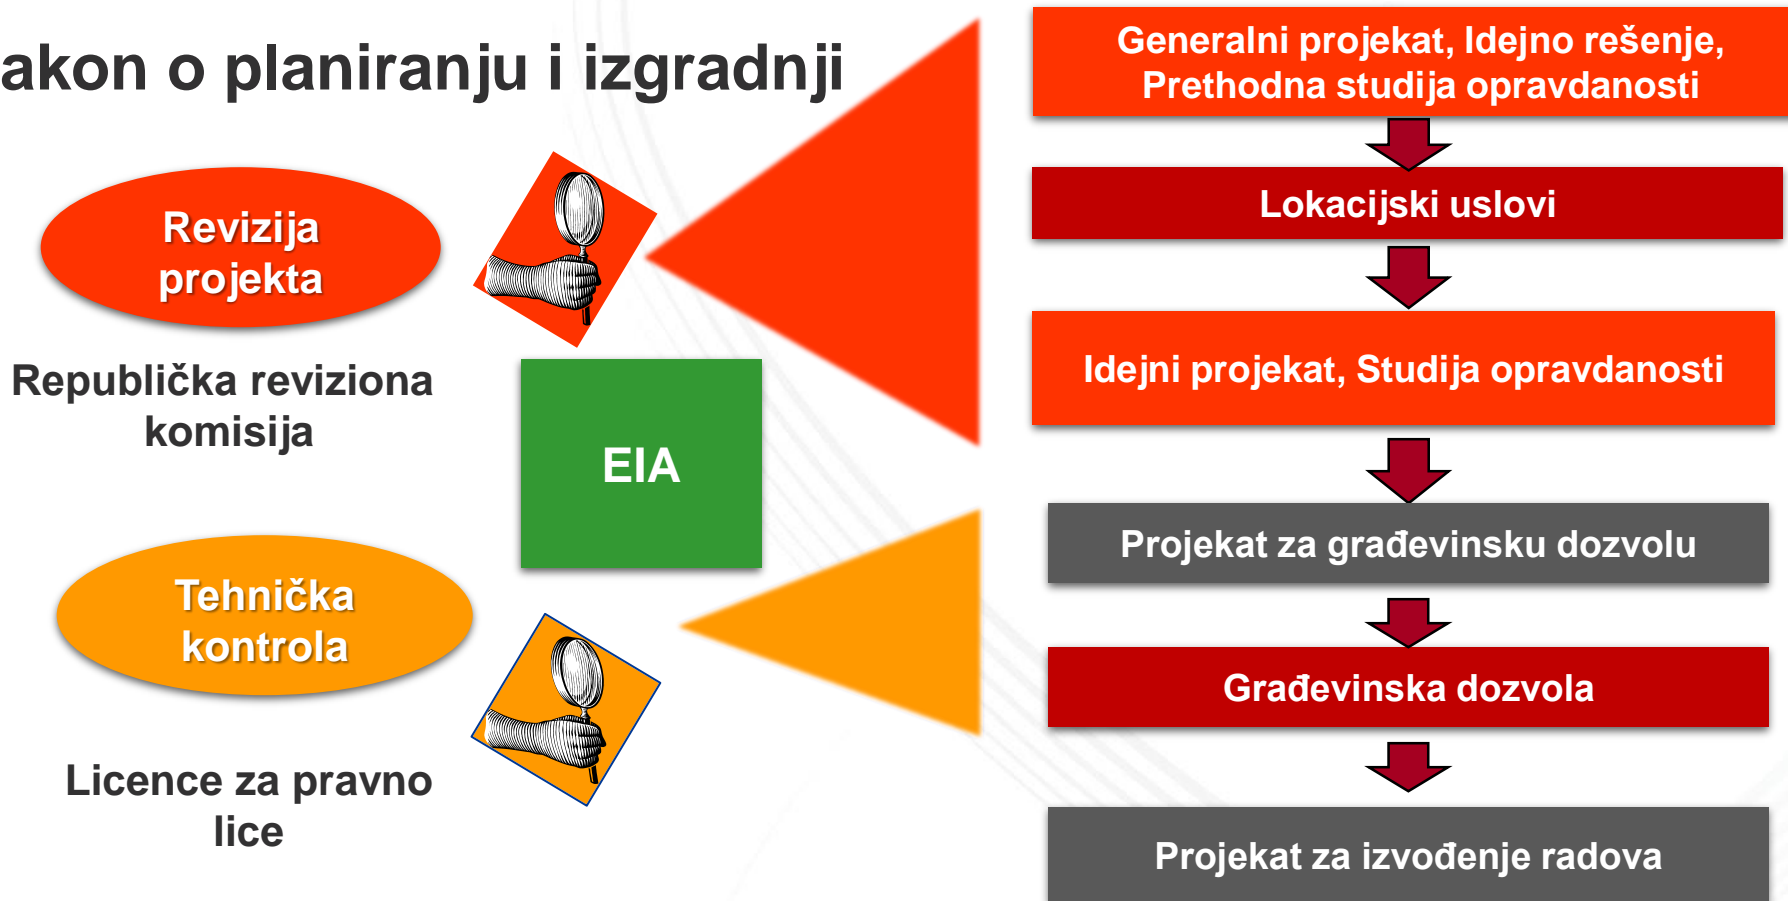 akon o planiranju i izgradnji
Revizija
projekta
Republička reviziona
komisija
EIA
Tehnička
kontrola
Licence za pravno
lice
Generalni projekat, Idejno rešenje,
Prethodna studija opravdanosti
Lokacijski uslovi
Idejni projekat, Studija opravdanosti
Projekat za građevinsku dozvolu
Građevinska dozvola
Projekat za izvođenje radova